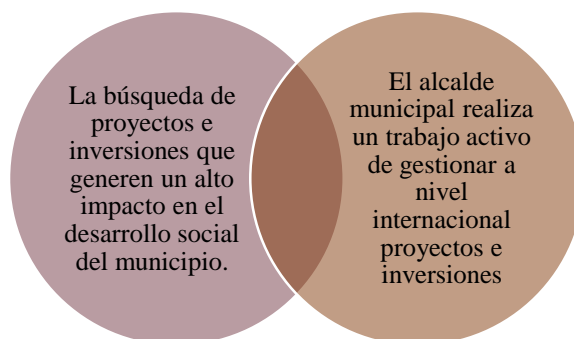 La búsqueda de
proyectos e
inversiones que
generen un alto
impacto en el
desarrollo social
del municipio.
El alcalde
municipal realiza
un trabajo activo
de gestionar a
nivel
internacional
proyectos e
inversiones